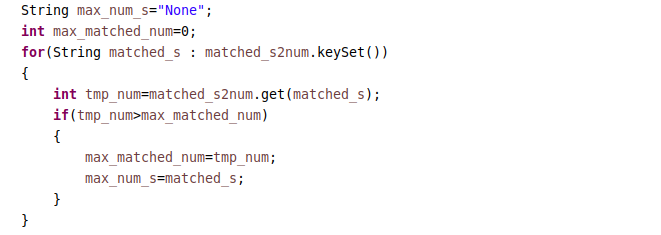 String max_num_s="None";
int max_matched_num=0;
for(String matched_s : matched_s2num.keySet())
{
    int tmp_num=matched_s2num.get(matched_s);
    if(tmp_num>max_matched_num)
    {
        max_matched_num=tmp_num;
        max_num_s=matched_s;
    }
}